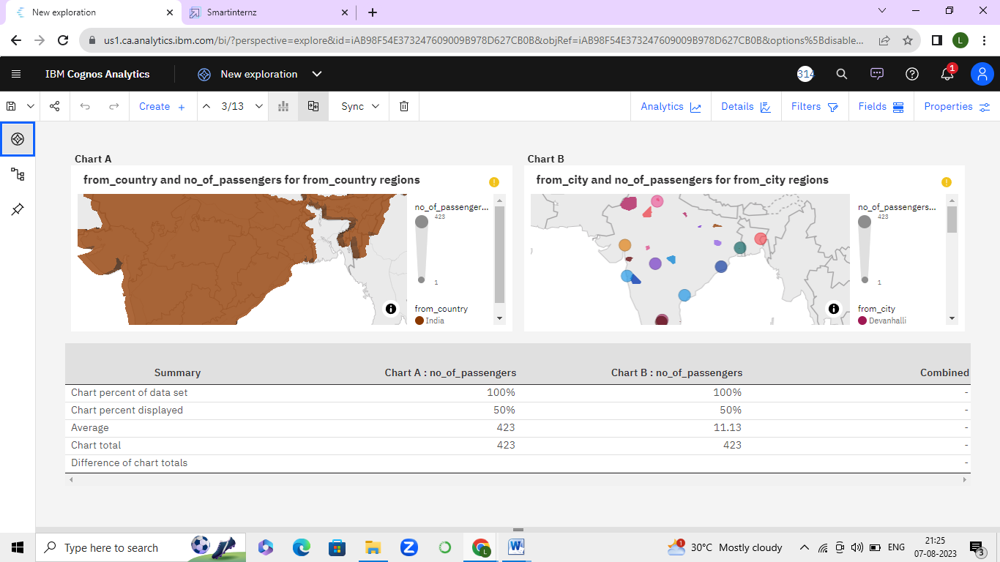 New exploration
Smartinternz
us1.ca.analytics.ibm.com/bi/?perspective=explore&id=iAB98F54E373247609009B978D627CB0B&objRef=iAB98F54E373247609009B978D627CB0B&options%5Bdisable...
L
IBM Cognos Analytics
New exploration
314
1
Create +
3/13
Sync
Analytics
Details
Filters
Fields
Properties
Chart A
Chart B
from_country and no_of_passengers for from_country regions
from_city and no_of_passengers for from_city regions
no_of_passenger...
423
1
from_country
India
no_of_passengers...
423
1
from_city
Devanhalli
Summary Chart A : no_of_passengers Chart B : no_of_passengers Combined
Chart percent of data set 100% 100% -
Chart percent displayed 50% 50% -
Average 423 11.13 -
Chart total 423 423 -
Difference of chart totals -
Type here to search
L
1
30°C Mostly cloudy
ENG
21:25
07-08-2023
3